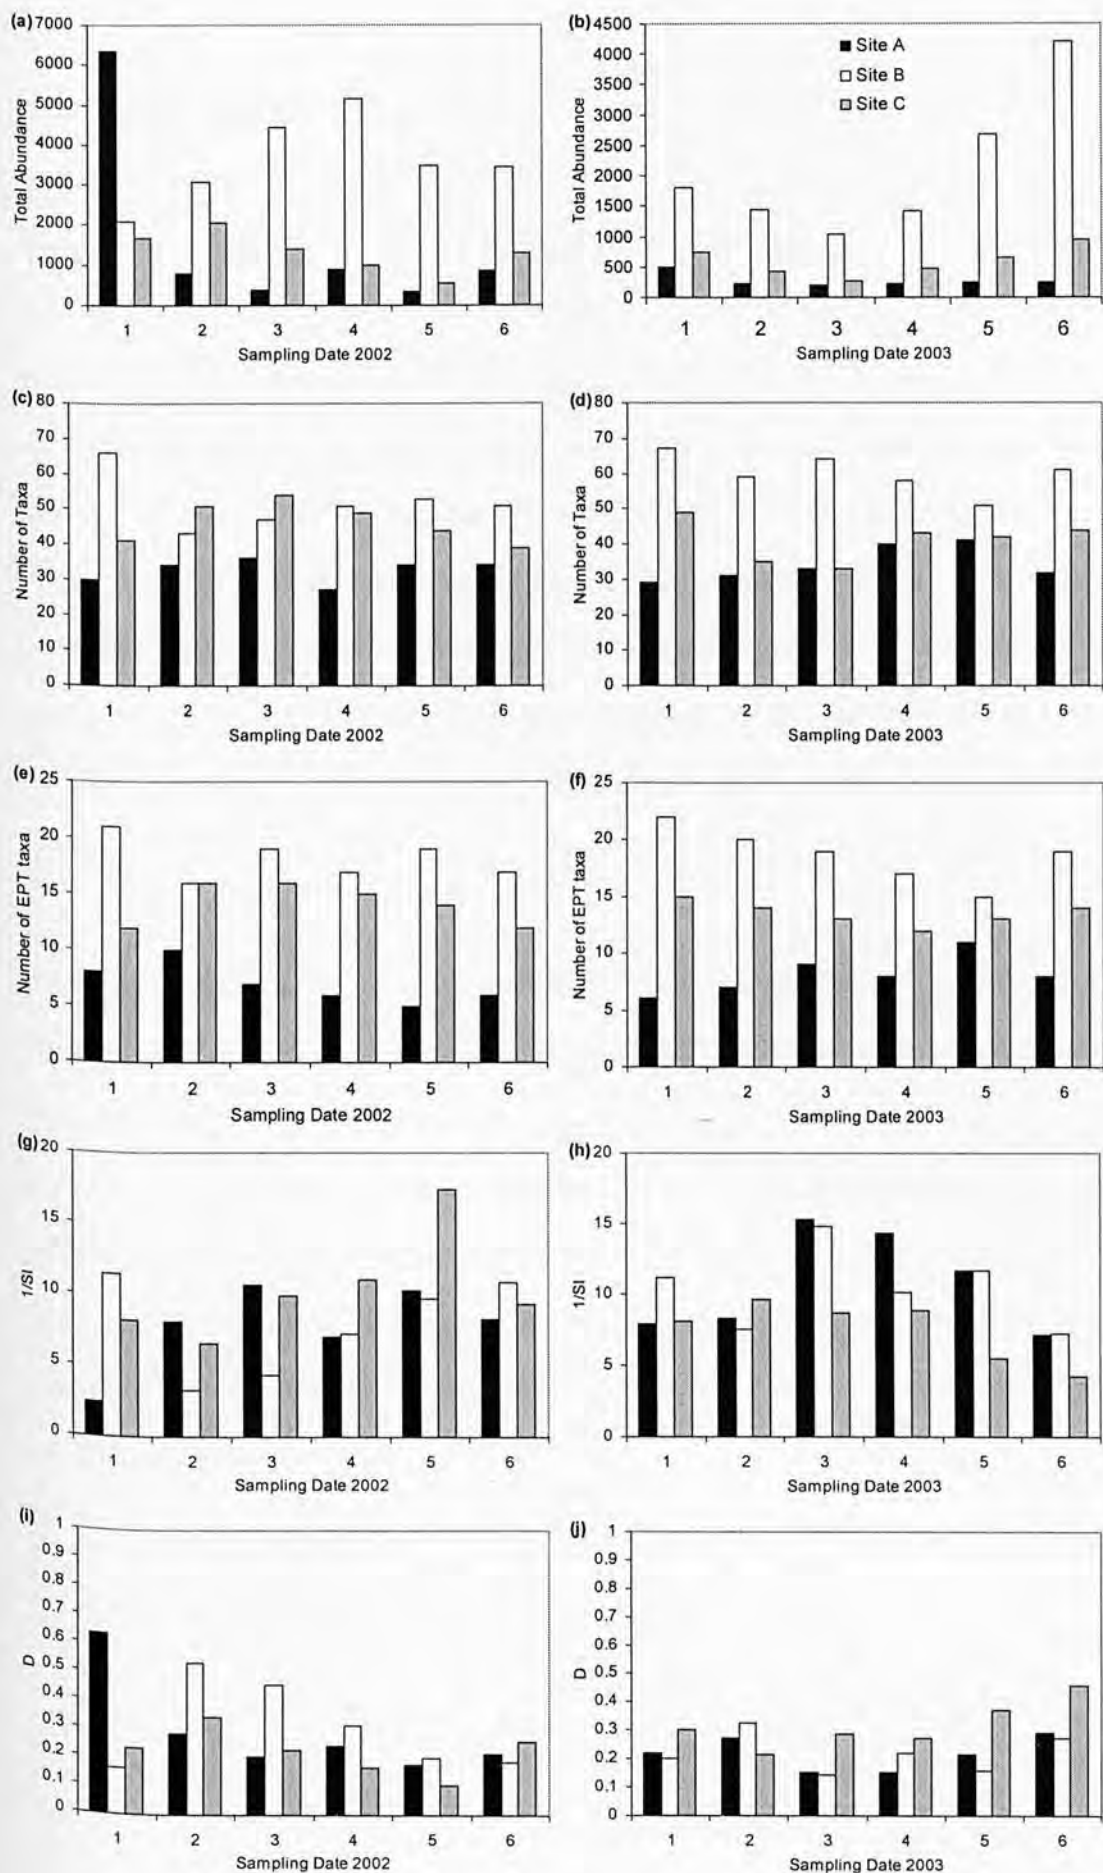 (a)
7000
6000
5000
4000
3000
2000
1000
0
Total Abundance
1 2 3 4 5 6
Sampling Date 2002
(b)
4500
4000
3500
3000
2500
2000
1500
1000
500
0
Total Abundance
Site A
Site B
Site C
1 2 3 4 5 6
Sampling Date 2003
(c)
80
70
60
50
40
30
20
10
0
Number of Taxa
1 2 3 4 5 6
Sampling Date 2002
(d)
80
70
60
50
40
30
20
10
0
Number of Taxa
1 2 3 4 5 6
Sampling Date 2003
(e)
25
20
15
10
5
0
Number of EPT taxa
1 2 3 4 5 6
Sampling Date 2002
(f)
25
20
15
10
5
0
Number of EPT taxa
1 2 3 4 5 6
Sampling Date 2003
(g)
20
15
10
5
0
1/SI
1 2 3 4 5 6
Sampling Date 2002
(h)
20
15
10
5
0
1/SI
1 2 3 4 5 6
Sampling Date 2003
(i)
1
0.9
0.8
0.7
0.6
0.5
0.4
0.3
0.2
0.1
0
D
1 2 3 4 5 6
Sampling Date 2002
(j)
1
0.9
0.8
0.7
0.6
0.5
0.4
0.3
0.2
0.1
0
D
1 2 3 4 5 6
Sampling Date 2003